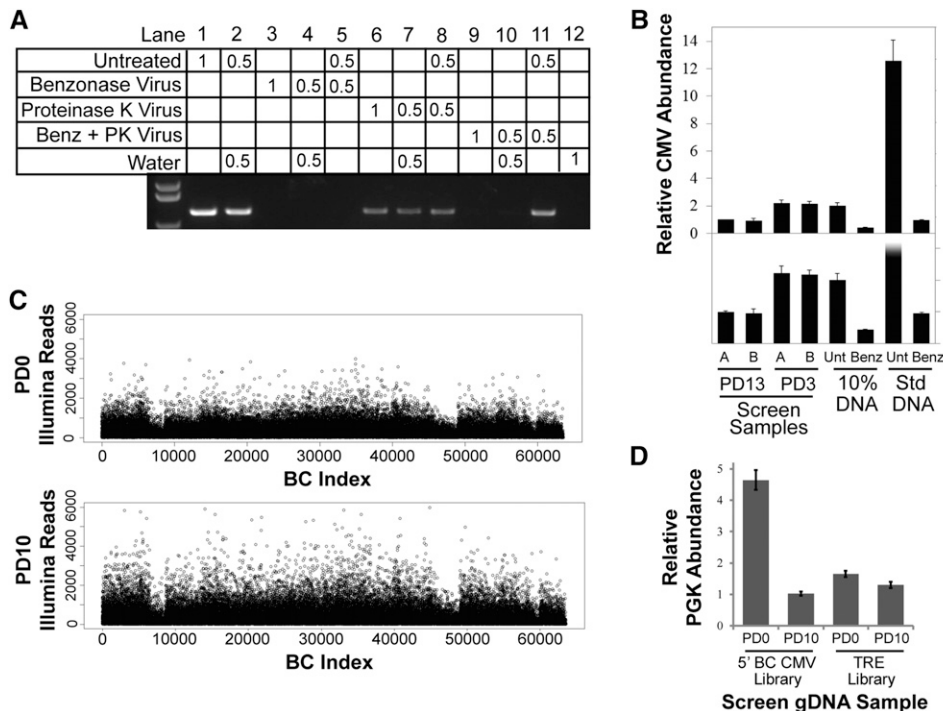 A
Lane 1 2 3 4 5 6 7 8 9 10 11 12
Untreated 1 0.5 0.5 0.5 0.5
Benzonase Virus 1 0.5 0.5
Proteinase K Virus 1 0.5 0.5
Benz + PK Virus 1 0.5 0.5
Water 0.5 0.5 0.5 0.5 1
B
Relative CMV Abundance
14
12
10
8
6
4
2
0
A B A B Unt Benz Unt Benz
PD13 PD3 10% DNA Std DNA
Screen Samples
C
PD0
Illumina Reads
6000
4000
2000
0
0 10000 20000 30000 40000 50000 60000
BC Index
PD10
Illumina Reads
6000
4000
2000
0
0 10000 20000 30000 40000 50000 60000
BC Index
D
Relative
PGK Abundance
5
4
3
2
1
0
PD0 PD10 PD0 PD10
5' BC CMV Library
TRE Library
Screen gDNA Sample